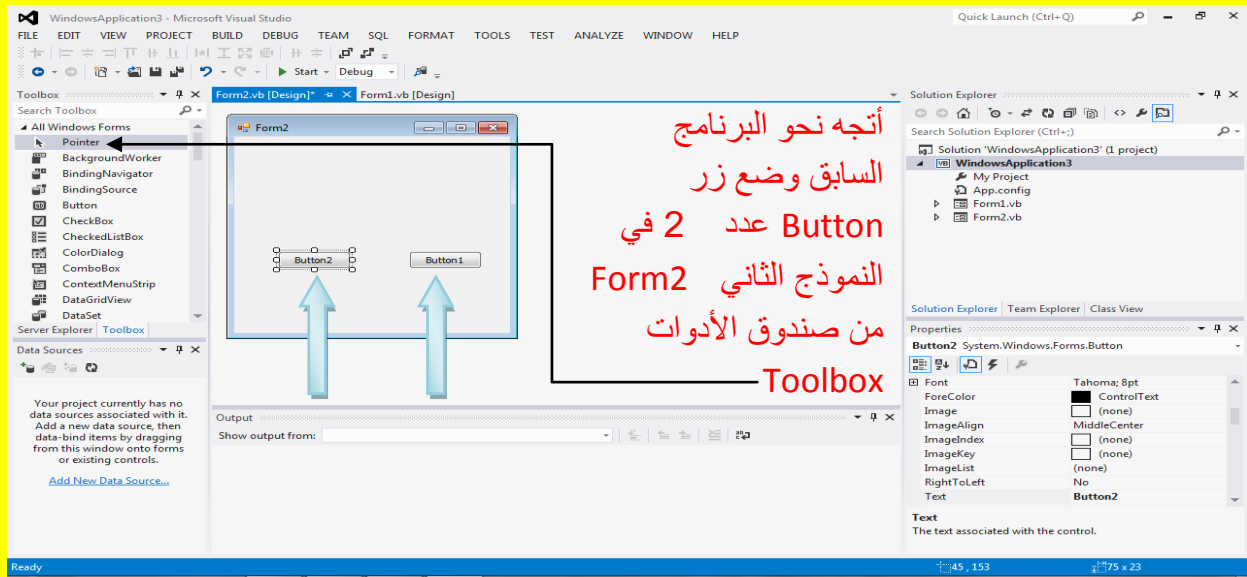 WindowsApplication3 - Microsoft Visual Studio
Quick Launch (Ctrl+Q)
FILE EDIT VIEW PROJECT BUILD DEBUG TEAM SQL FORMAT TOOLS TEST ANALYZE WINDOW HELP
Start Debug
Toolbox
Search Toolbox
All Windows Forms
Pointer
BackgroundWorker
BindingNavigator
BindingSource
Button
CheckBox
CheckedListBox
ColorDialog
ComboBox
ContextMenuStrip
DataGridView
DataSet
Server Explorer Toolbox
Data Sources
Your project currently has no
data sources associated with it.
Add a new data source, then
data-bind items by dragging
from this window onto forms
or existing controls.
Add New Data Source...
Form2.vb [Design]* Form1.vb [Design]
Form2
Button2 Button1
أتجه نحو البرنامج
السابق وضع زر
Button عدد 2 في
النموذج الثاني Form2
من صندوق الأدوات
Toolbox
Output
Show output from:
Solution Explorer
Search Solution Explorer (Ctrl+;)
Solution 'WindowsApplication3' (1 project)
VB WindowsApplication3
My Project
App.config
Form1.vb
Form2.vb
Solution Explorer Team Explorer Class View
Properties
Button2 System.Windows.Forms.Button
Font Tahoma; 8pt
ForeColor ControlText
Image (none)
ImageAlign MiddleCenter
ImageIndex (none)
ImageKey (none)
ImageList (none)
RightToLeft No
Text Button2
Text
The text associated with the control.
Ready
45 , 153
75 x 23